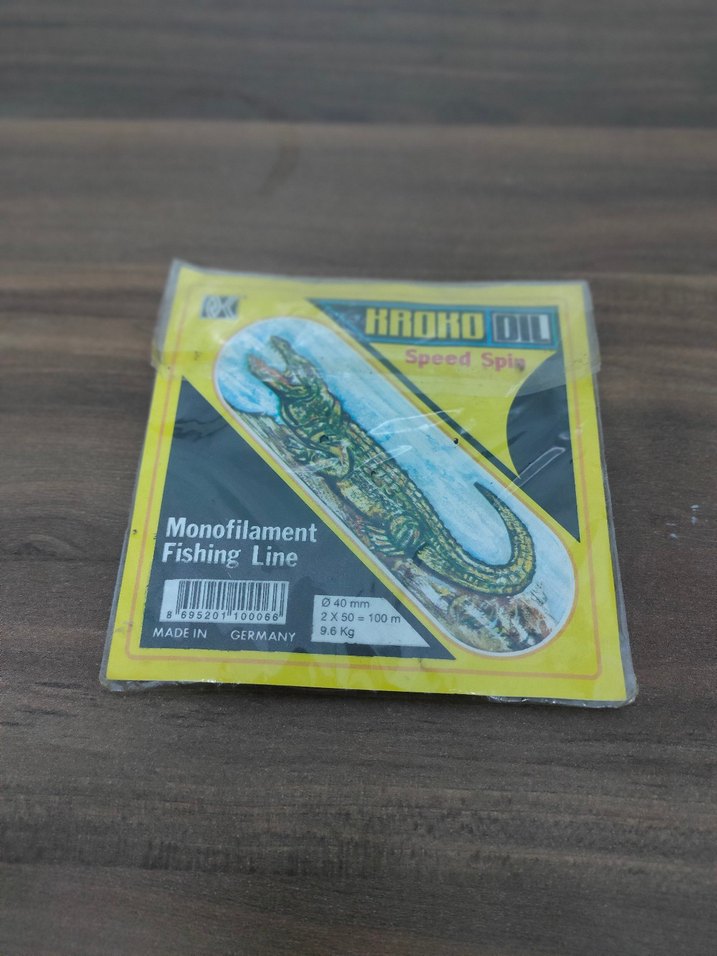 KROKO DIL
Speed Spin
Monofilament
Fishing Line
8 695201 100066
MADE IN GERMANY
Ø 40 mm
2 X 50 = 100 m
9.6 Kg